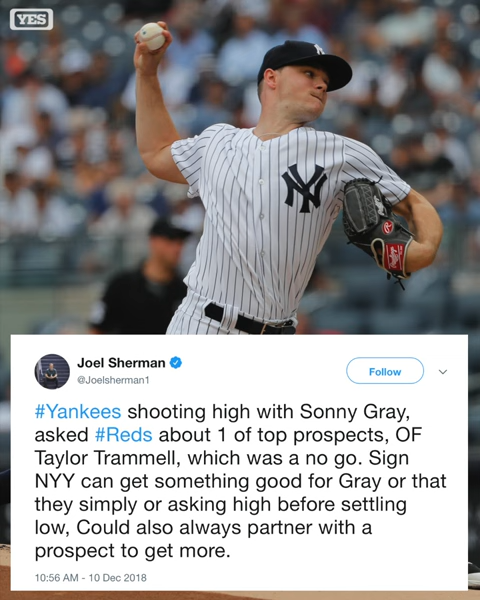 YES
NY
Joel Sherman
@Joelsherman1
Follow
#Yankees shooting high with Sonny Gray,
asked #Reds about 1 of top prospects, OF
Taylor Trammell, which was a no go. Sign
NYY can get something good for Gray or that
they simply or asking high before settling
low, Could also always partner with a
prospect to get more.
10:56 AM - 10 Dec 2018